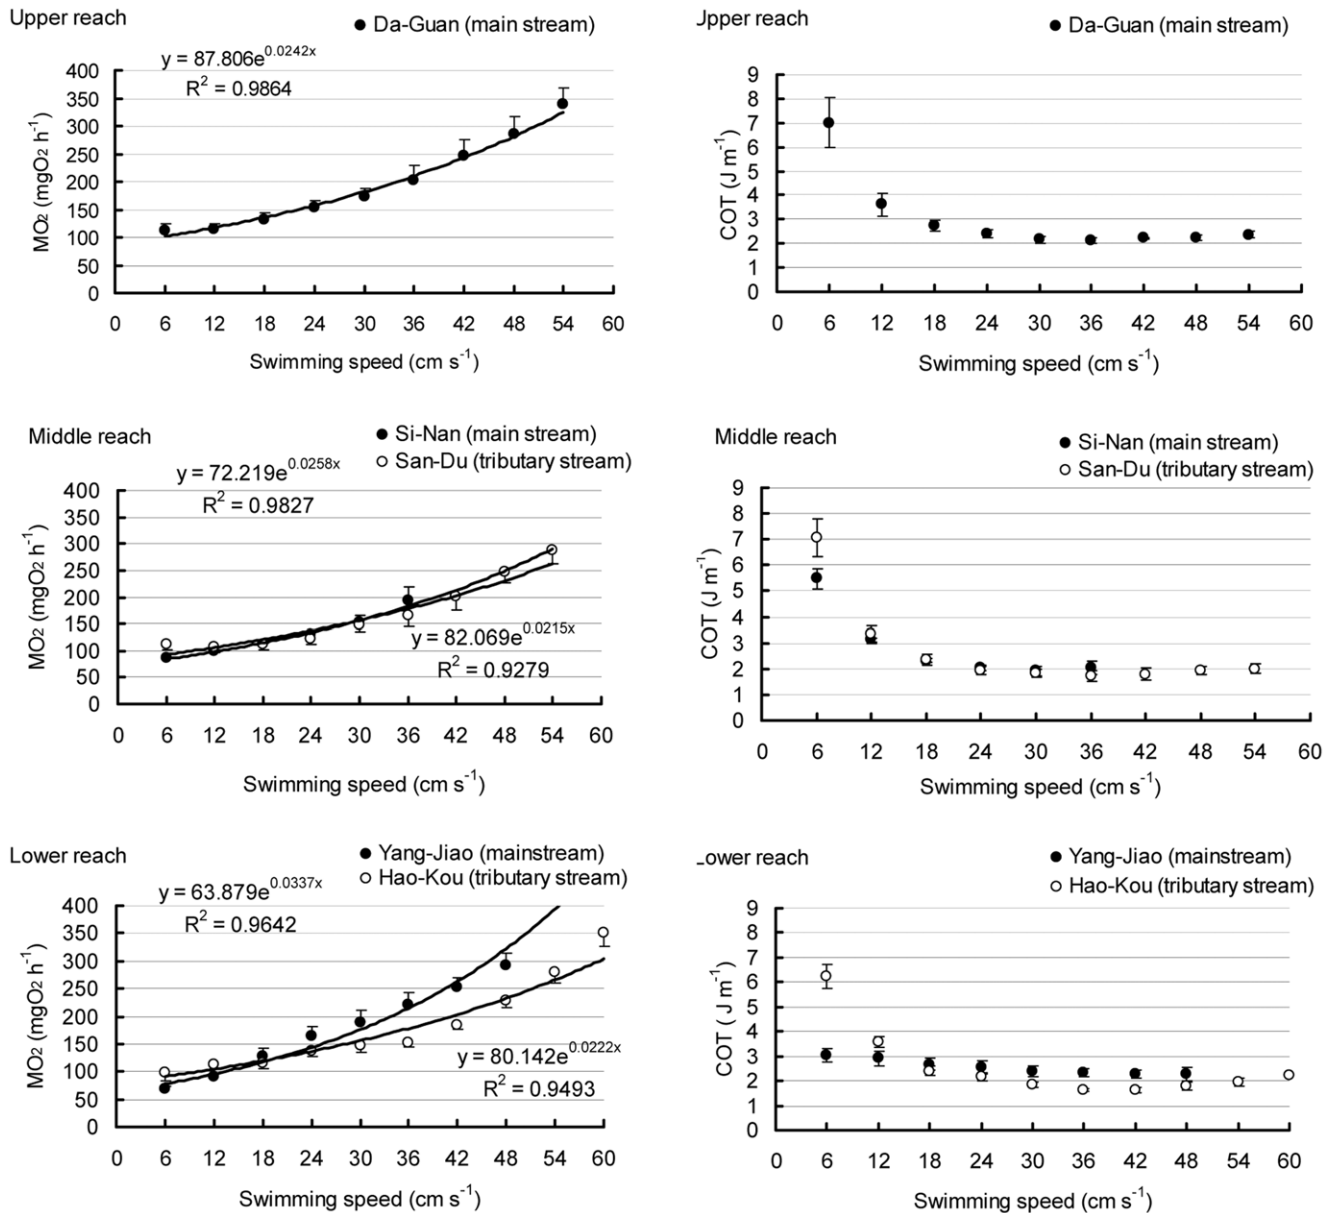 Upper reach
● Da-Guan (main stream)
y = 87.806e^0.0242x
R² = 0.9864
400
350
300
250
200
150
100
50
0
MO₂ (mgO₂ h⁻¹)
0 6 12 18 24 30 36 42 48 54 60
Swimming speed (cm s⁻¹)
Jpper reach
● Da-Guan (main stream)
9
8
7
6
5
4
3
2
1
0
COT (J m⁻¹)
0 6 12 18 24 30 36 42 48 54 60
Swimming speed (cm s⁻¹)
Middle reach
● Si-Nan (main stream)
○ San-Du (tributary stream)
y = 72.219e^0.0258x
R² = 0.9827
400
350
300
250
200
150
100
50
0
MO₂ (mgO₂ h⁻¹)
y = 82.069e^0.0215x
R² = 0.9279
0 6 12 18 24 30 36 42 48 54 60
Swimming speed (cm s⁻¹)
Middle reach
● Si-Nan (main stream)
○ San-Du (tributary stream)
9
8
7
6
5
4
3
2
1
0
COT (J m⁻¹)
0 6 12 18 24 30 36 42 48 54 60
Swimming speed (cm s⁻¹)
Lower reach
● Yang-Jiao (mainstream)
○ Hao-Kou (tributary stream)
y = 63.879e^0.0337x
R² = 0.9642
400
350
300
250
200
150
100
50
0
MO₂ (mgO₂ h⁻¹)
y = 80.142e^0.0222x
R² = 0.9493
0 6 12 18 24 30 36 42 48 54 60
Swimming speed (cm s⁻¹)
ower reach
● Yang-Jiao (mainstream)
○ Hao-Kou (tributary stream)
9
8
7
6
5
4
3
2
1
0
COT ( J m⁻¹)
0 6 12 18 24 30 36 42 48 54 60
Swimming speed (cm s⁻¹)